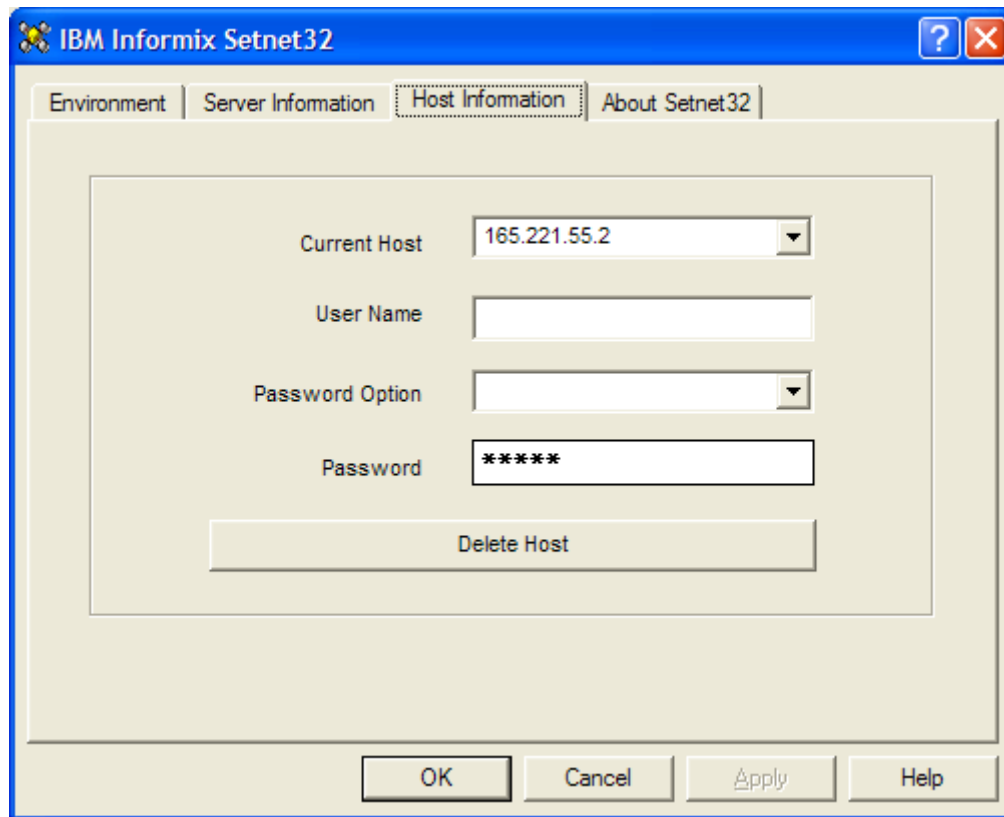 IBM Informix Setnet32
Environment Server Information Host Information About Setnet32
Current Host 165.221.55.2
User Name
Password Option
Password *****
Delete Host
OK Cancel Apply Help